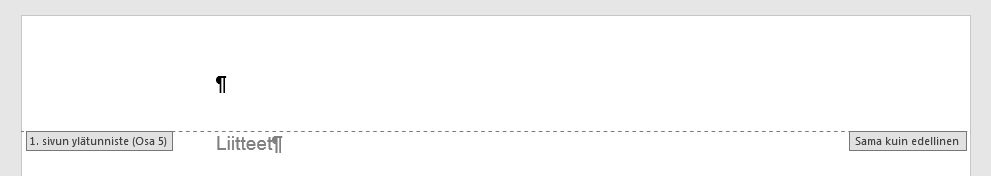 ¶
1. sivun ylätunniste (Osa 5)
Liitteet¶
Sama kuin edellinen